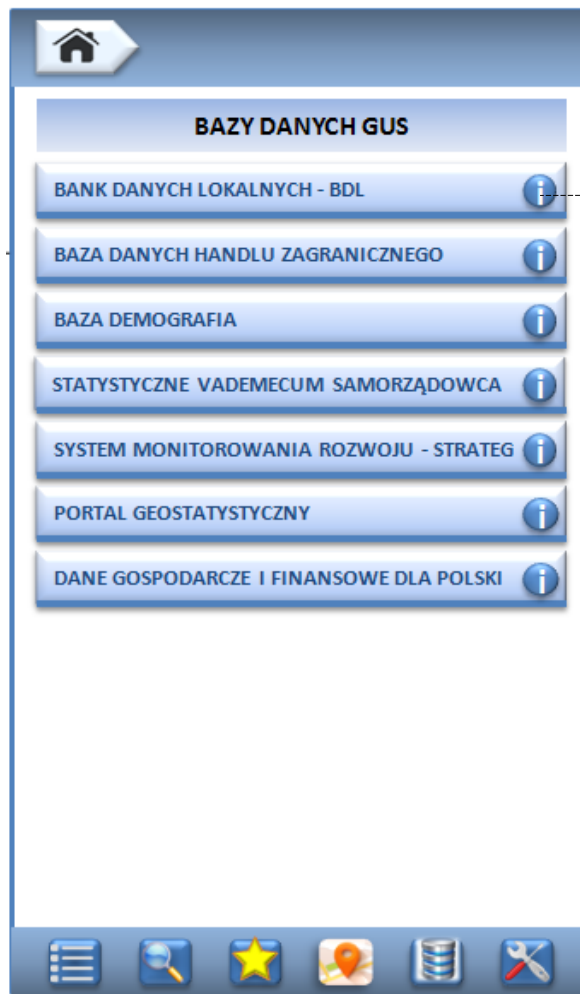 BAZY DANYCH GUS
BANK DANYCH LOKALNYCH - BDL
BAZA DANYCH HANDLU ZAGRANICZNEGO
BAZA DEMOGRAFIA
STATYSTYCZNE VADEMECUM SAMORZĄDOWCA
SYSTEM MONITOROWANIA ROZWOJU - STRATEG
PORTAL GEOSTATYSTYCZNY
DANE GOSPODARCZE I FINANSOWE DLA POLSKI